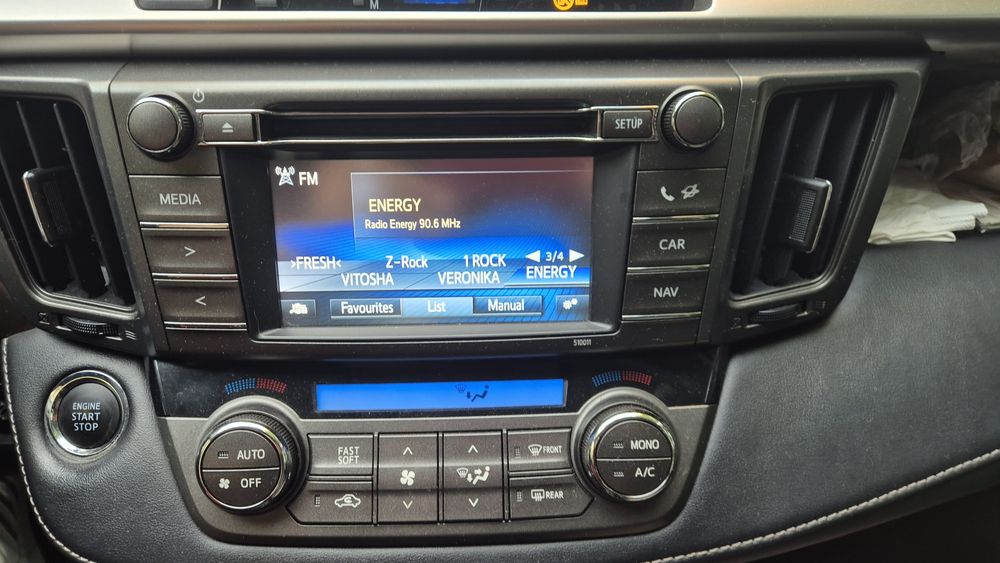 M
SETUP
FM
MEDIA
ENERGY
Radio Energy 90.6 MHz
CAR
>FRESH<
Z-Rock
1 ROCK
3/4
VITOSHA
VERONIKA
ENERGY
NAV
Favourites
List
Manual
510011
ENGINE
START
STOP
AUTO
OFF
FAST
SOFT
FRONT
REAR
MONO
A/C